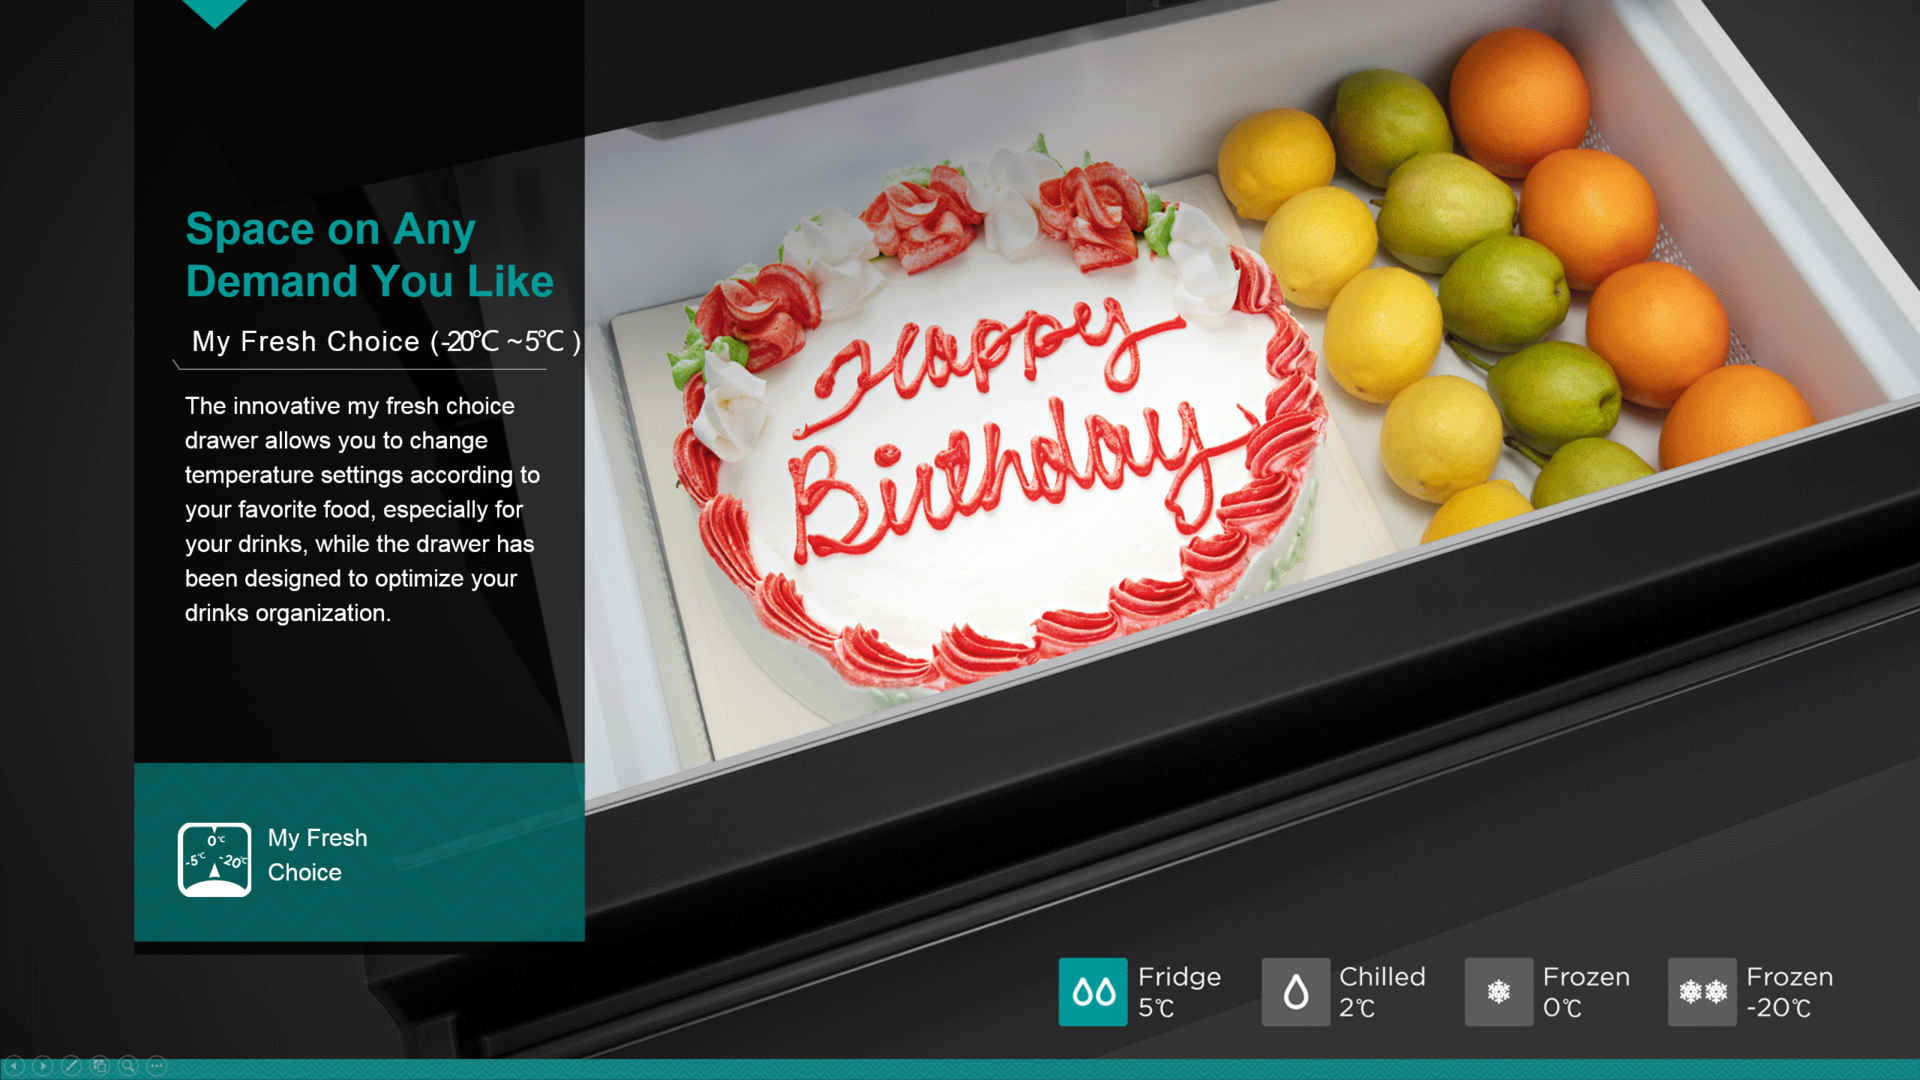 Space on Any
Demand You Like
My Fresh Choice (-20℃ ~5℃ )
The innovative my fresh choice
drawer allows you to change
temperature settings according to
your favorite food, especially for
your drinks, while the drawer has
been designed to optimize your
drinks organization.
Happy
Birthday
0℃
-5℃ -20℃
My Fresh
Choice
Fridge
5℃
Chilled
2℃
Frozen
0℃
Frozen
-20℃